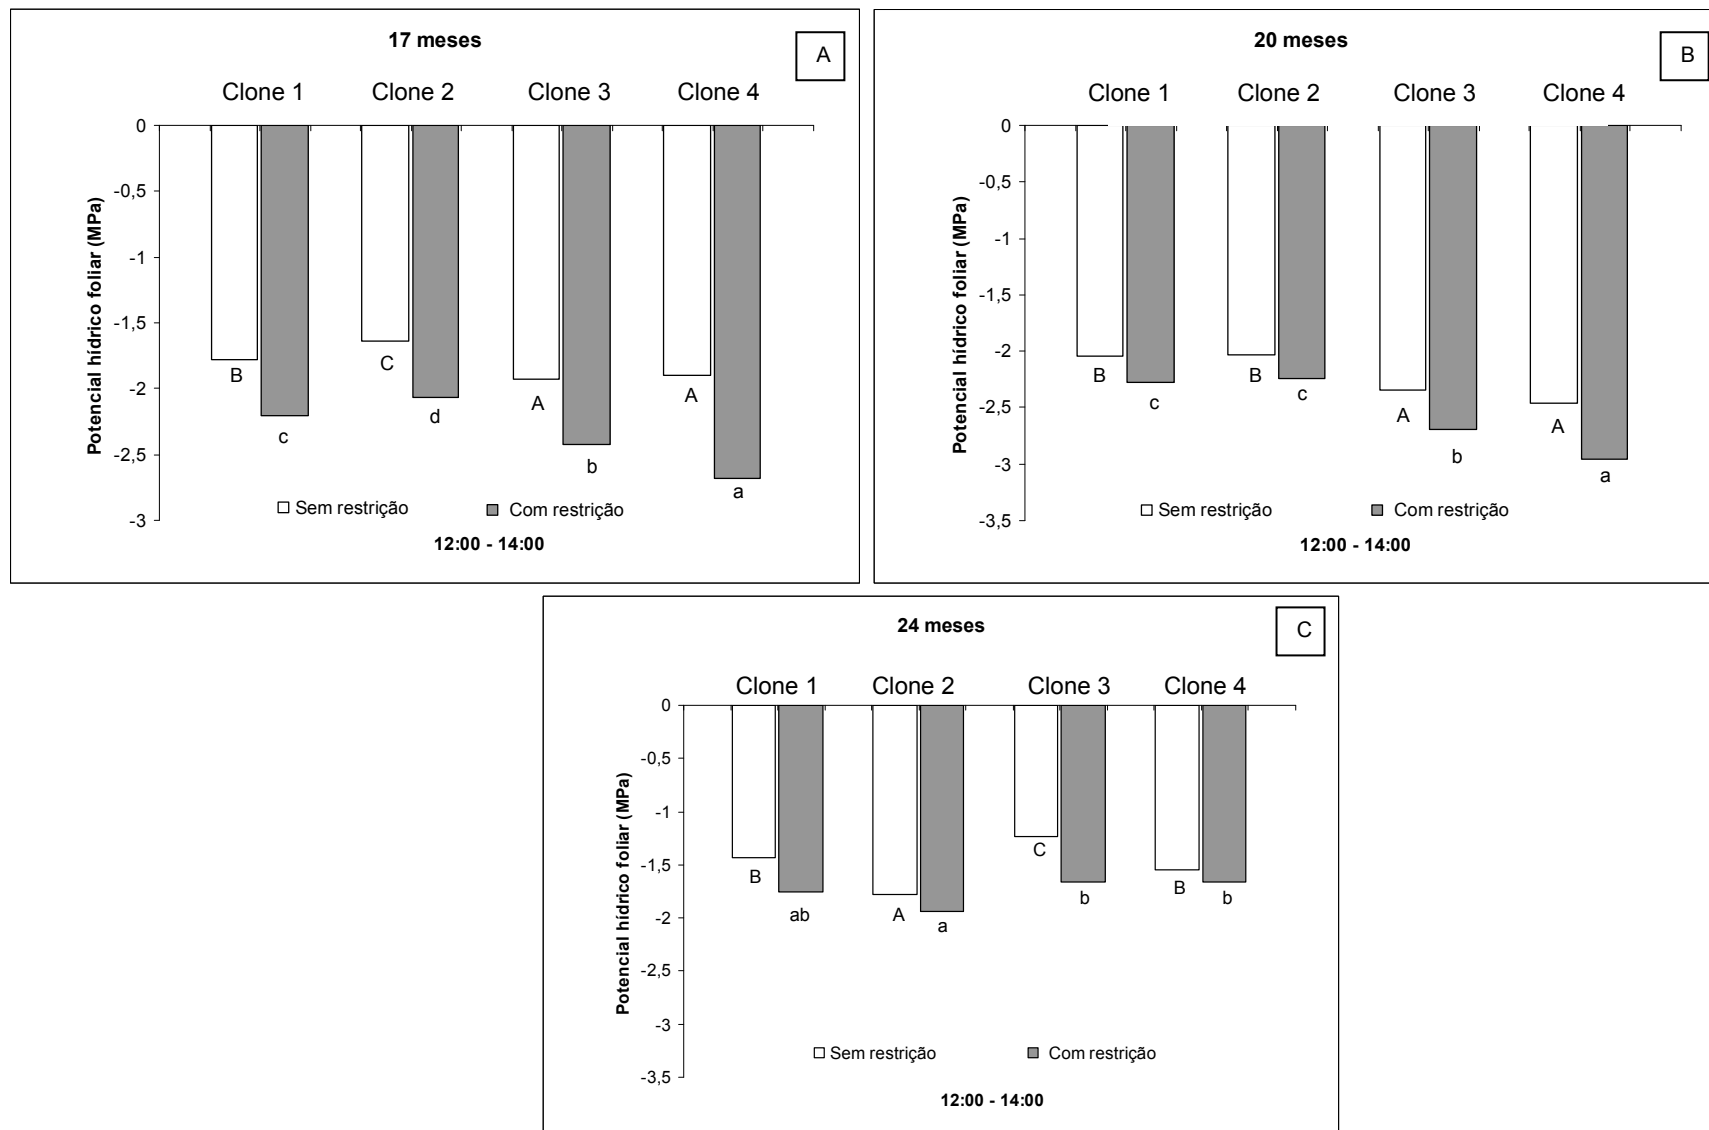 17 meses
A
Clone 1 Clone 2 Clone 3 Clone 4
Potencial hídrico foliar (MPa)
0
-0,5
-1
-1,5
-2
-2,5
-3
B c C d A b A a
Sem restrição Com restrição
12:00 - 14:00
20 meses
B
Clone 1 Clone 2 Clone 3 Clone 4
Potencial hídrico foliar (MPa)
0
-0,5
-1
-1,5
-2
-2,5
-3
-3,5
B c B c A b A a
Sem restrição Com restrição
12:00 - 14:00
24 meses
C
Clone 1 Clone 2 Clone 3 Clone 4
Potencial hídrico foliar (MPa)
0
-0,5
-1
-1,5
-2
-2,5
-3
-3,5
B ab A a C b B b
Sem restrição Com restrição
12:00 - 14:00